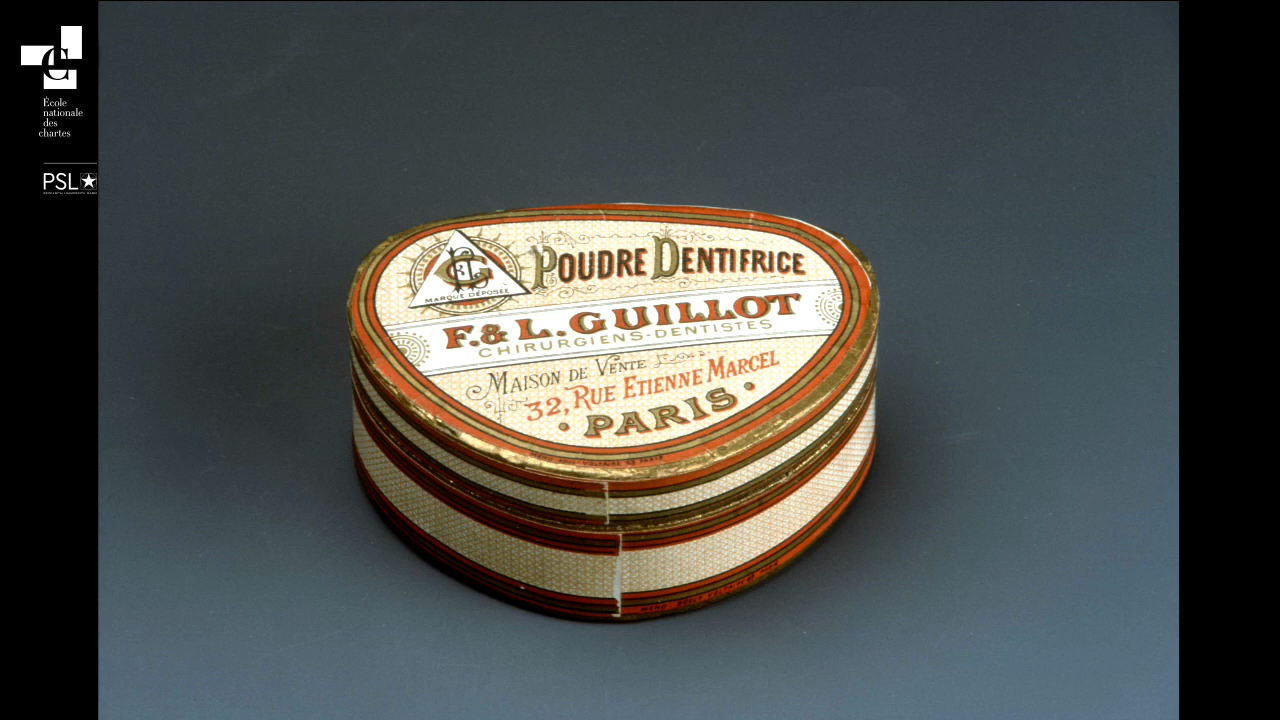 École
nationale
des
chartes
PSL
POUDRE DENTIFRICE
MARQUE DÉPOSÉE
F. & L. GUILLOT
CHIRURGIENS-DENTISTES
MAISON DE VENTE
32, RUE ETIENNE MARCEL
• PARIS •